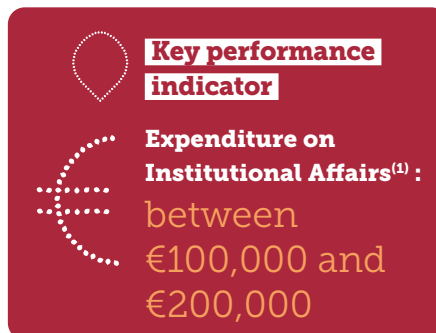 Key performance
indicator
Expenditure on
Institutional Affairs(1) :
between
€100,000 and
€200,000